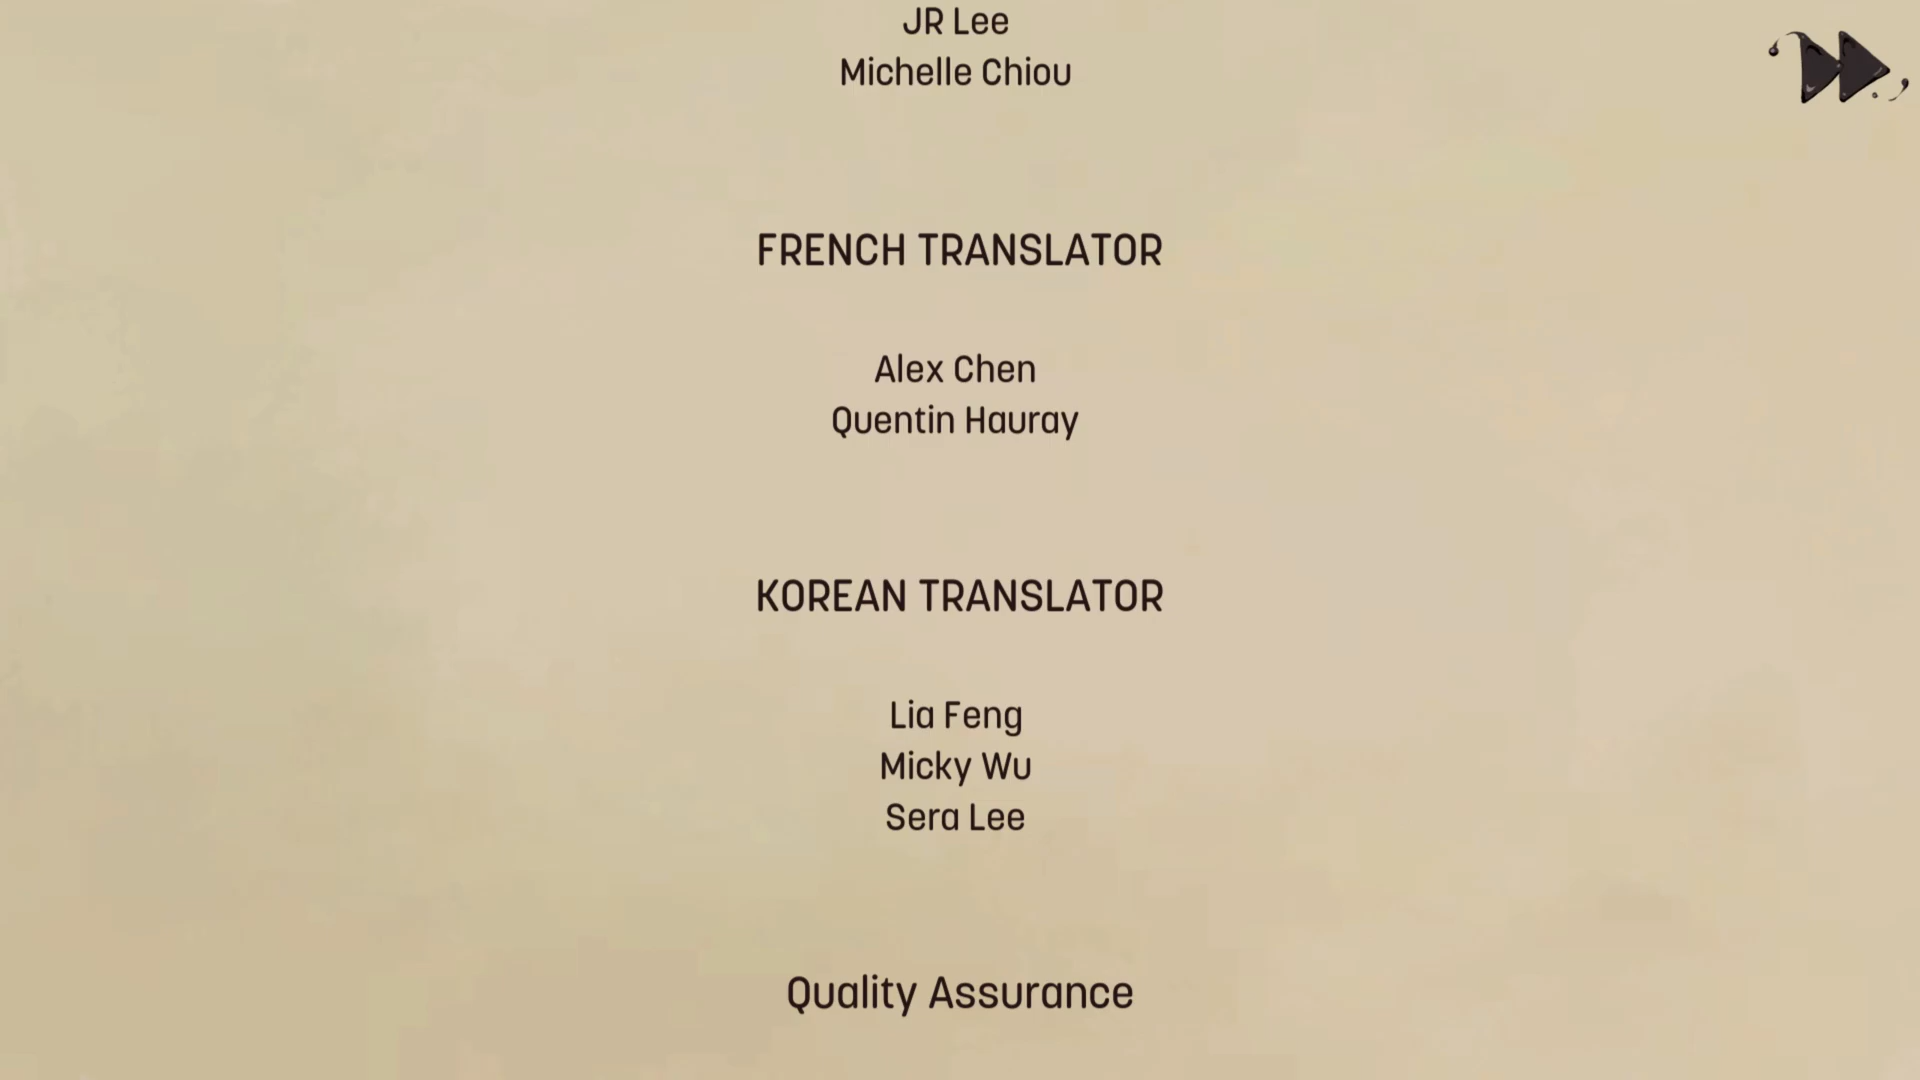 JR Lee
Michelle Chiou
FRENCH TRANSLATOR
Alex Chen
Quentin Hauray
KOREAN TRANSLATOR
Lia Feng
Micky Wu
Sera Lee
Quality Assurance